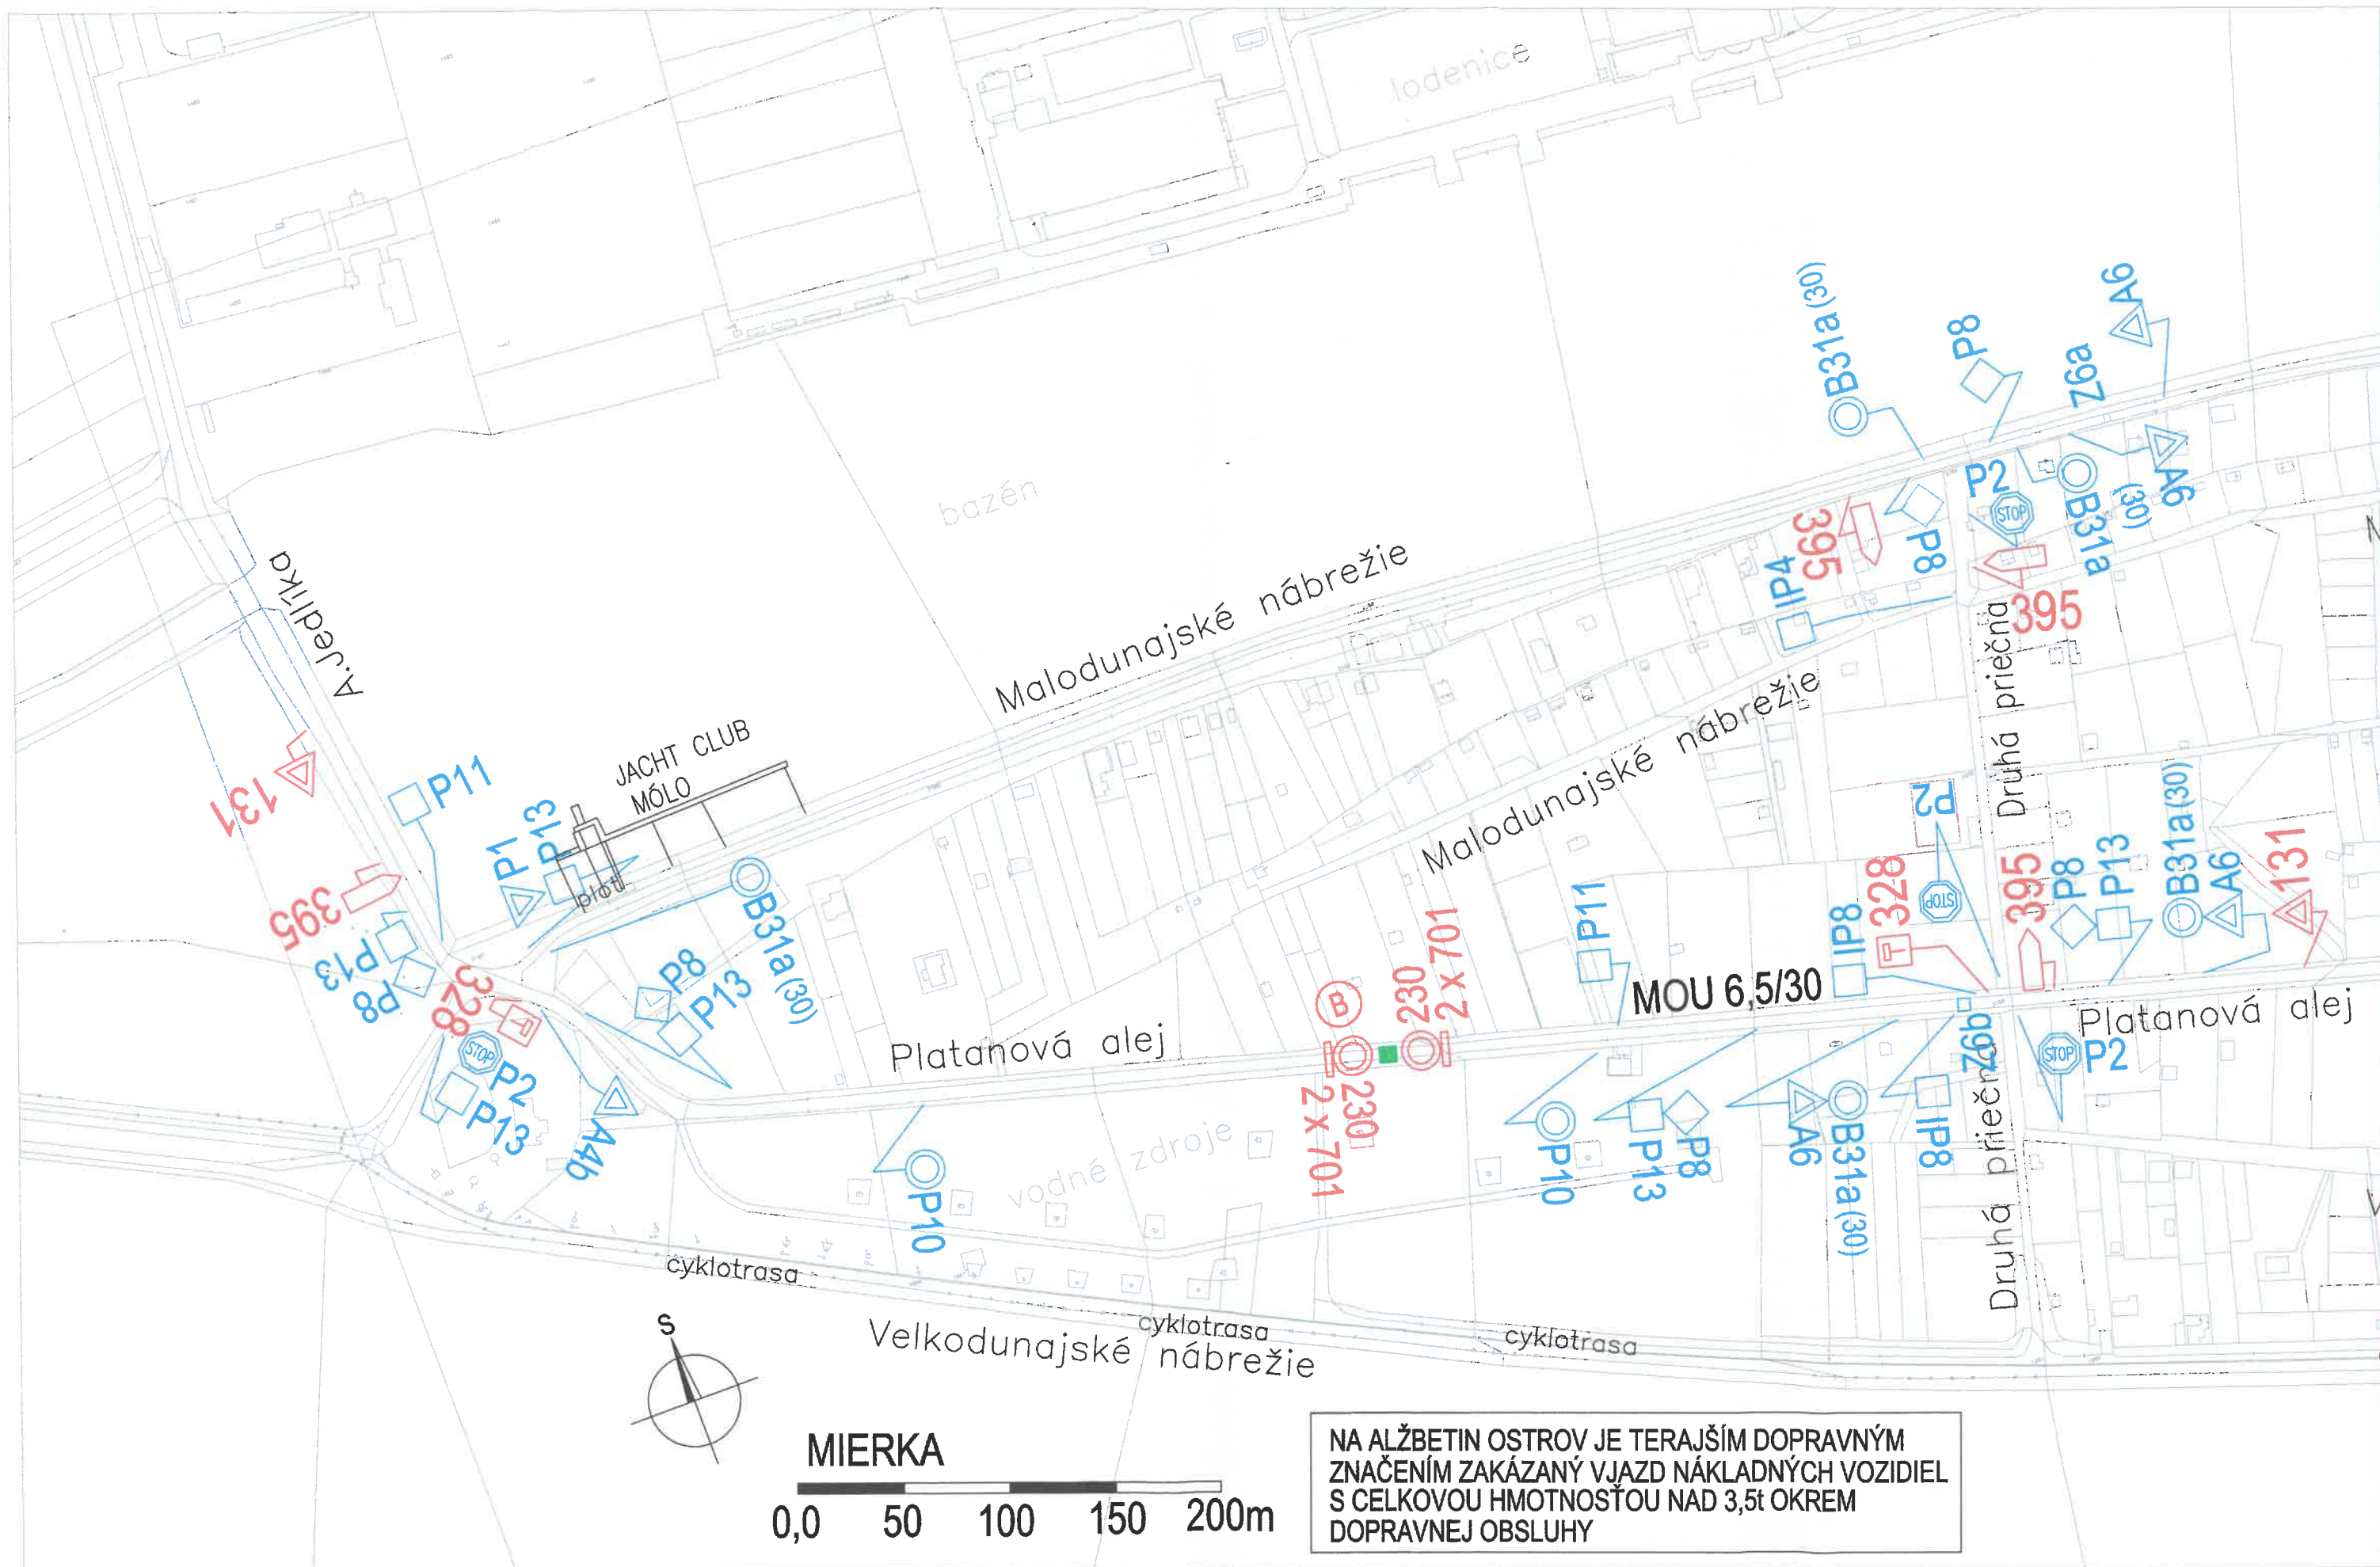 lodenice
B31a(30)
P8
A6
Z6a
A6
bazén
P2
STOP
B31a
(30)
395
P8
IP4
395
A.Jedlíka
Malodunajské nábrežie
Malodunajské nábrežie
Druhá priečna
131
P11
JACHT CLUB
MÓLO
P1
P13
plot
395
P13
P8
328
STOP
P2
P13
A4b
P8
P13
B31a(30)
P2
STOP
328
IP8
P11
395
P8
P13
B31a(30)
A6
131
MOU 6,5/30
Platanová alej
Platanová alej
B
230
2 x 701
2 x 701
230
Z6b
STOP
P2
P10
P10
P13
P8
A6
B31a(30)
IP8
Druhá priečna
vodné zdroje
cyklotrasa
cyklotrasa
cyklotrasa
Velkodunajské nábrežie
S
MIERKA
0,0 50 100 150 200m
NA ALŽBETIN OSTROV JE TERAJŠÍM DOPRAVNÝM
ZNAČENÍM ZAKÁZANÝ VJAZD NÁKLADNÝCH VOZIDIEL
S CELKOVOU HMOTNOSŤOU NAD 3,5t OKREM
DOPRAVNEJ OBSLUHY